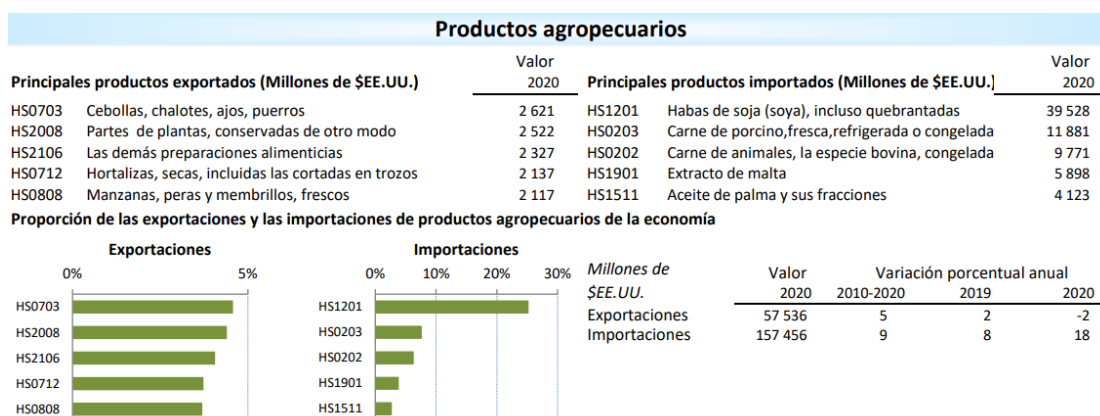 Productos agropecuarios
Valor Valor
Principales productos exportados (Millones de $EE.UU.) 2020 Principales productos importados (Millones de $EE.UU.) 2020
HS0703 Cebollas, chalotes, ajos, puerros 2 621 HS1201 Habas de soja (soya), incluso quebrantadas 39 528
HS2008 Partes de plantas, conservadas de otro modo 2 522 HS0203 Carne de porcino,fresca,refrigerada o congelada 11 881
HS2106 Las demás preparaciones alimenticias 2 327 HS0202 Carne de animales, la especie bovina, congelada 9 771
HS0712 Hortalizas, secas, incluidas las cortadas en trozos 2 137 HS1901 Extracto de malta 5 898
HS0808 Manzanas, peras y membrillos, frescos 2 117 HS1511 Aceite de palma y sus fracciones 4 123
Proporción de las exportaciones y las importaciones de productos agropecuarios de la economía
Exportaciones
0% 5%
HS0703
HS2008
HS2106
HS0712
HS0808
Importaciones
0% 10% 20% 30%
HS1201
HS0203
HS0202
HS1901
HS1511
Millones de Valor Variación porcentual anual
$EE.UU. 2020 2010-2020 2019 2020
Exportaciones 57 536 5 2 -2
Importaciones 157 456 9 8 18